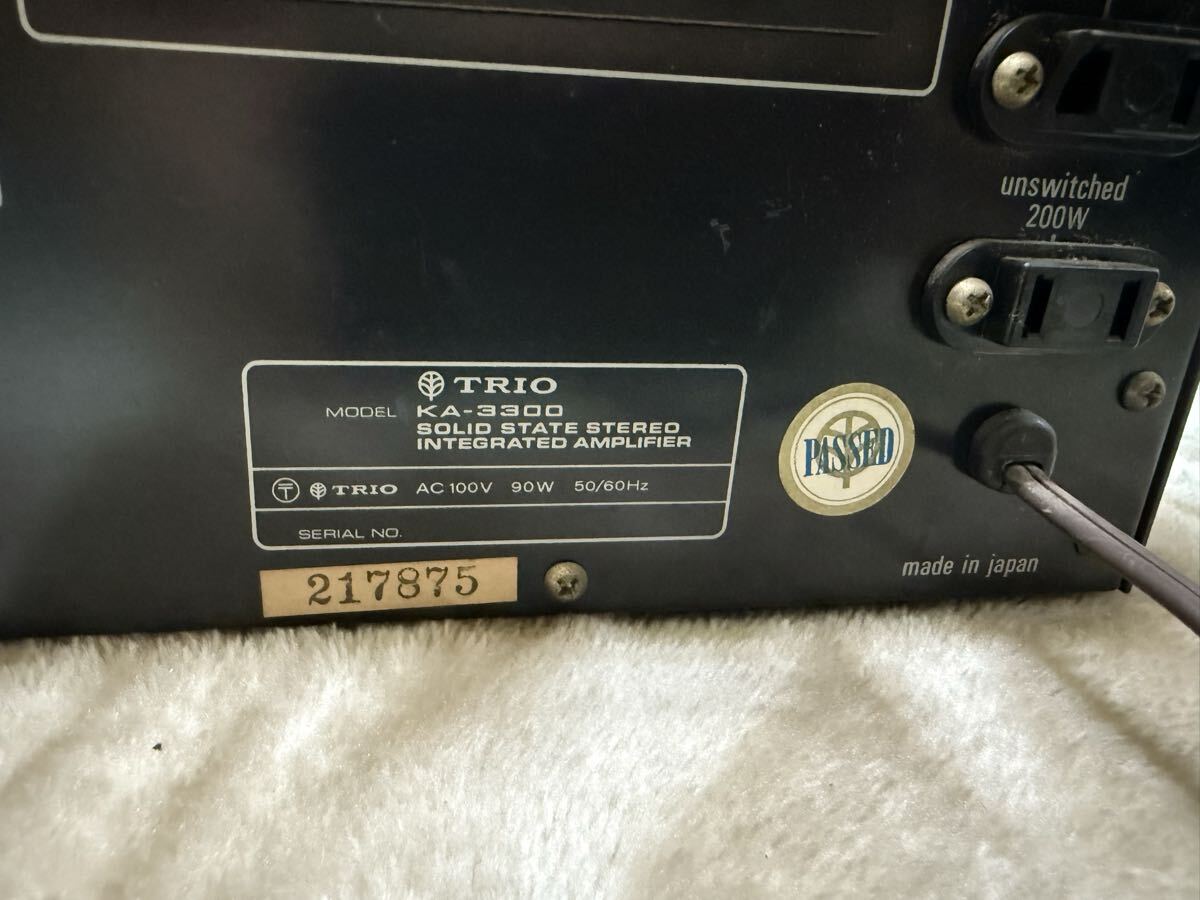 unswitched
200W
TRIO
MODEL KA-3300
SOLID STATE STEREO
INTEGRATED AMPLIFIER
〒 TRIO AC 100V 90W 50/60Hz
SERIAL NO.
217875
PASSED
made in japan